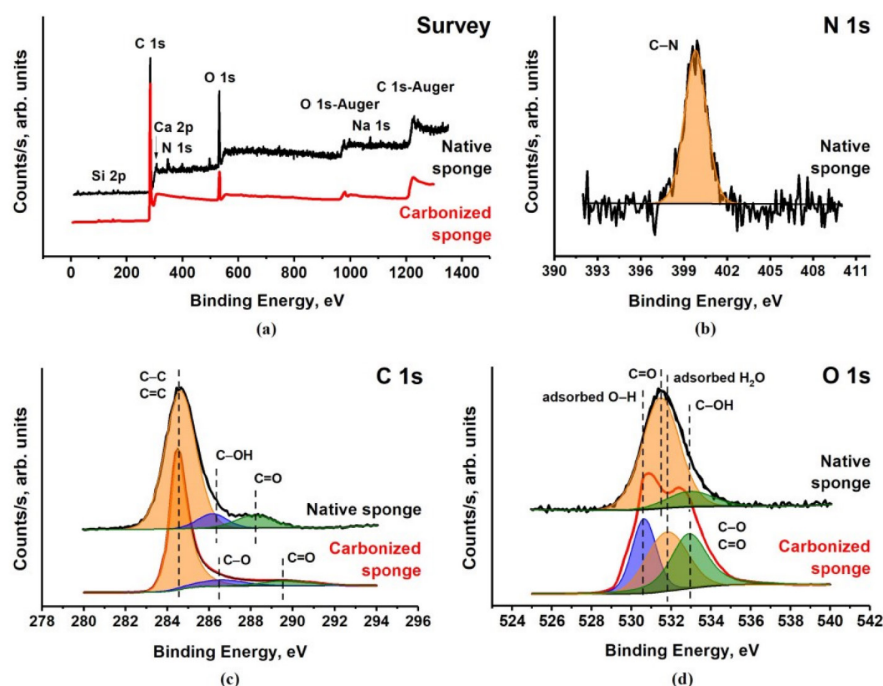 Survey
C 1s
O 1s
C 1s-Auger
O 1s-Auger
Ca 2p
N 1s
Na 1s
Native
sponge
Si 2p
Carbonized
sponge
Counts/s, arb. units
0 200 400 600 800 1000 1200 1400
Binding Energy, eV
(a)
N 1s
C–N
Native
sponge
Counts/s, arb. units
390 393 396 399 402 405 408 411
Binding Energy, eV
(b)
C 1s
C–C
C=C
C–OH
C=O
Native sponge
Carbonized
sponge
C–O
C=O
Counts/s, arb. units
278 280 282 284 286 288 290 292 294 296
Binding Energy, eV
(c)
O 1s
C=O
adsorbed H₂O
adsorbed O–H
C–OH
Native
sponge
C–O
C=O
Carbonized
sponge
Counts/s, arb. units
524 526 528 530 532 534 536 538 540 542
Binding Energy, eV
(d)